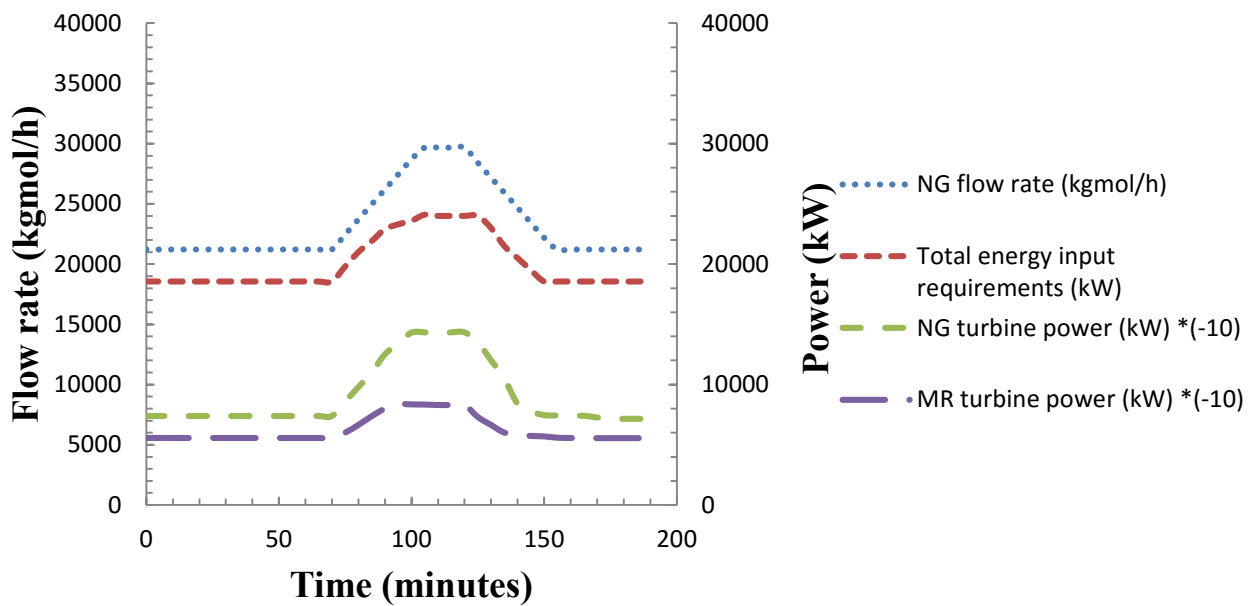 40000
35000
30000
25000
20000
15000
10000
5000
0
Flow rate (kgmol/h)
0
50
100
150
200
Time (minutes)
40000
30000
20000
10000
0
Power (kW)
NG flow rate (kgmol/h)
Total energy input
requirements (kW)
NG turbine power (kW) *(-10)
MR turbine power (kW) *(-10)